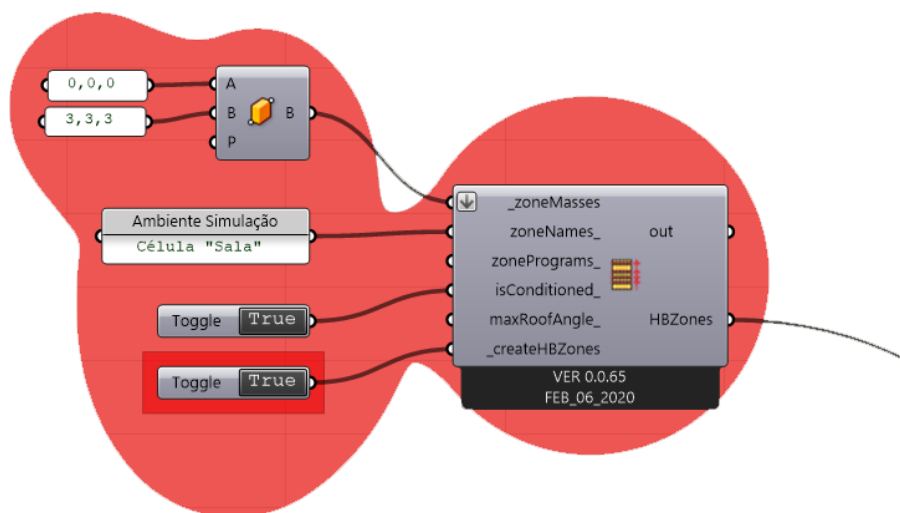 0,0,0
3,3,3
A
B
P
B
Ambiente Simulação
Célula "Sala"
Toggle True
Toggle True
_zoneMasses
zoneNames_
zonePrograms_
isConditioned_
maxRoofAngle_
_createHBZones
out
HBZones
VER 0.0.65
FEB_06_2020